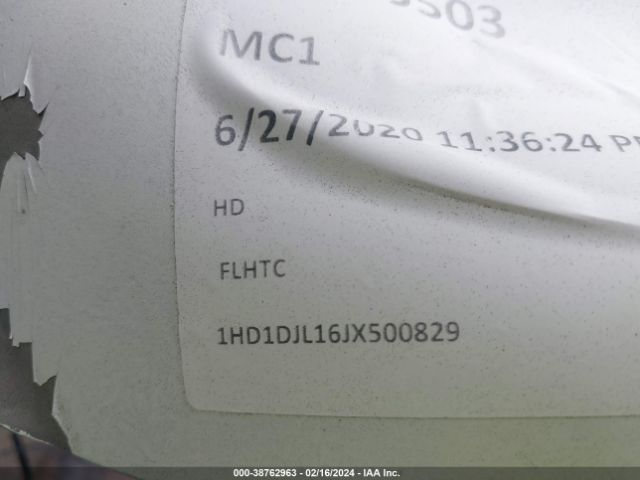 MC1
6/27/2020 11:36:24
HD
FLHTC
1HD1DJL16JX500829
000-38762963 - 02/16/2024 - IAA Inc.